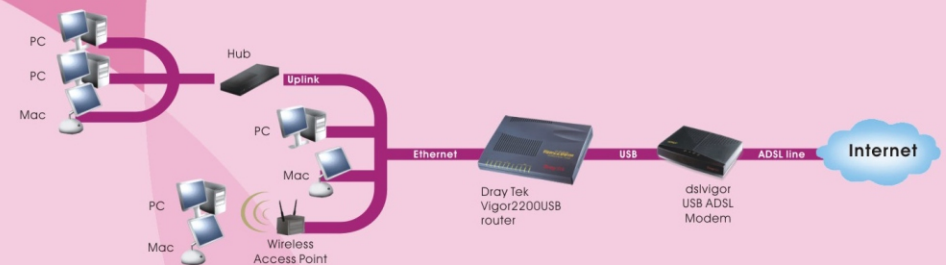 PC
PC
Mac
Hub
Uplink
PC
Mac
PC
Mac
Wireless
Access Point
Ethernet
Dray Tek
Vigor2200USB
router
USB
dslvigor
USB ADSL
Modem
ADSL line
Internet